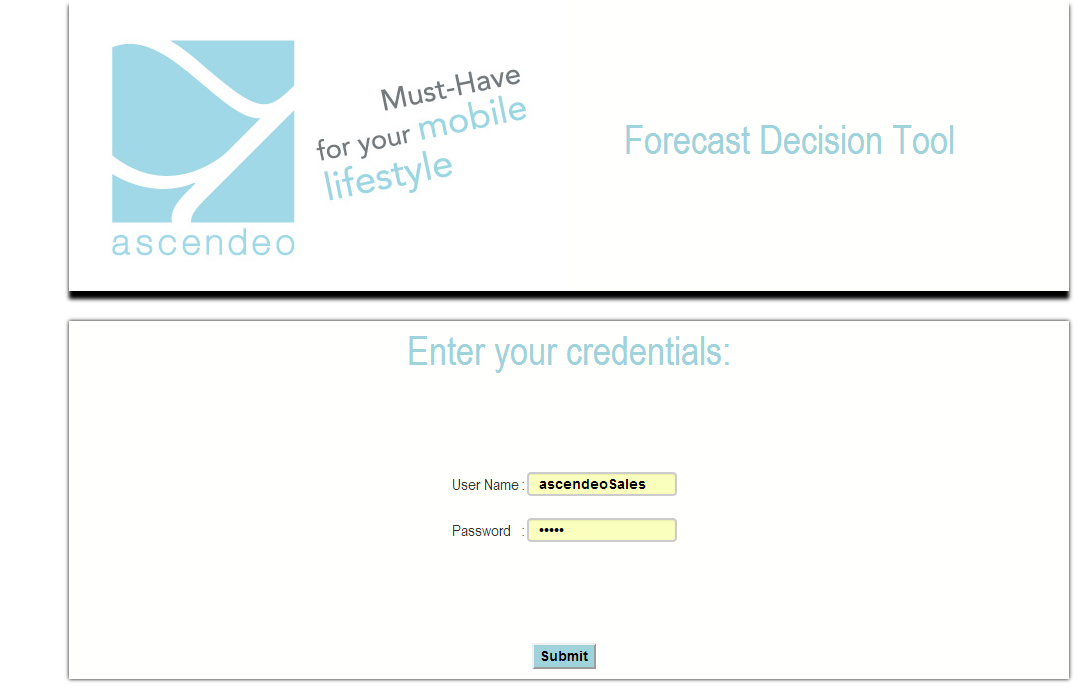 Must-Have
for your mobile
lifestyle
ascendeo
Forecast Decision Tool
Enter your credentials:
User Name : ascendeoSales
Password : •••••
Submit